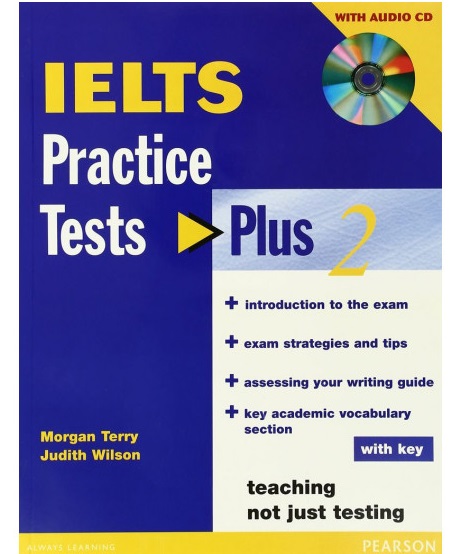 WITH AUDIO CD
IELTS
Practice
Tests
Plus 2
+ introduction to the exam
+ exam strategies and tips
+ assessing your writing guide
+ key academic vocabulary
section
with key
Morgan Terry
Judith Wilson
teaching
not just testing
ALWAYS LEARNING
PEARSON